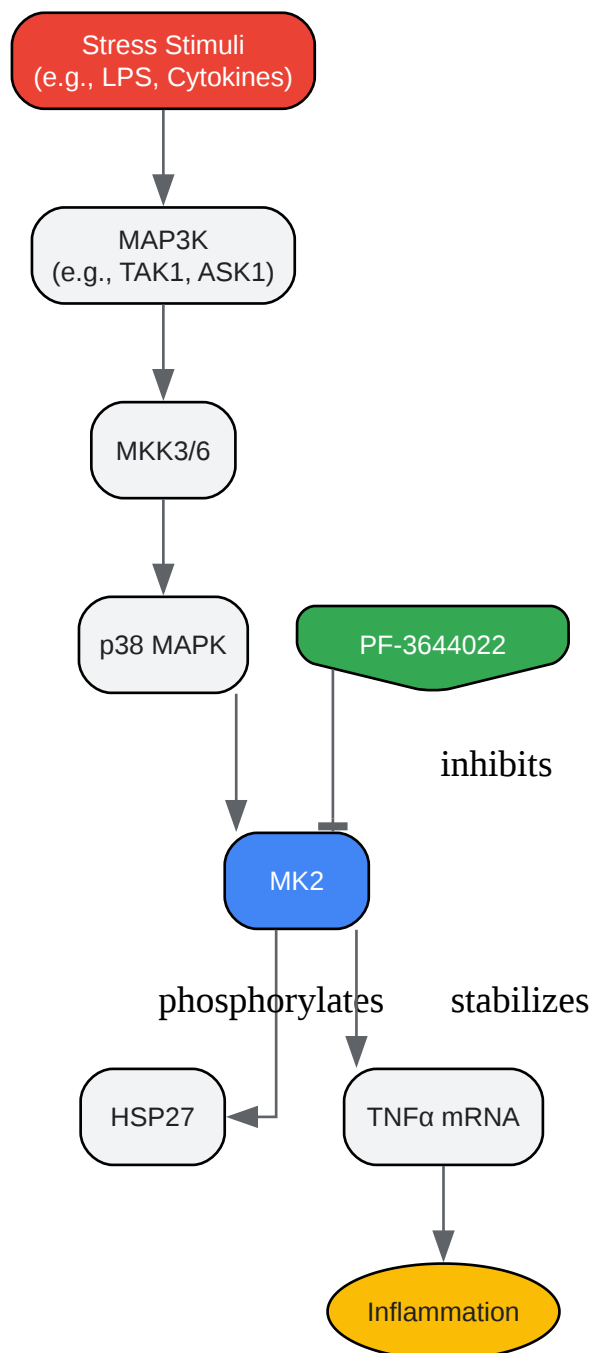 Stress Stimuli
(e.g., LPS, Cytokines)
MAP3K
(e.g., TAK1, ASK1)
MKK3/6
p38 MAPK
PF-3644022
inhibits
MK2
phosphorylates
stabilizes
HSP27
TNFα mRNA
Inflammation